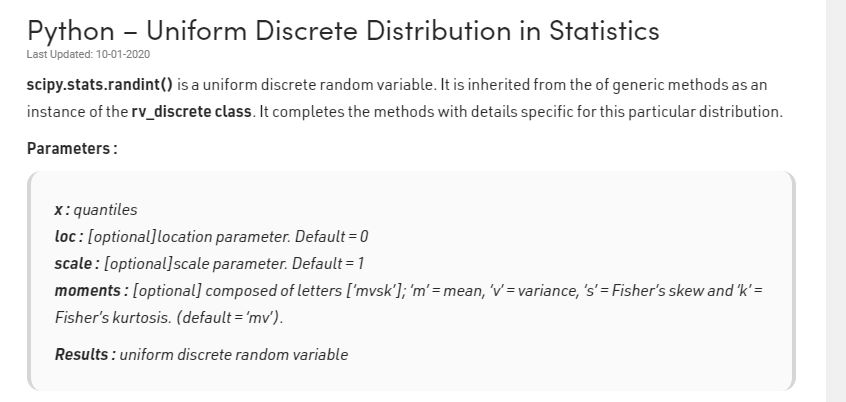 Python – Uniform Discrete Distribution in Statistics
Last Updated: 10-01-2020
scipy.stats.randint() is a uniform discrete random variable. It is inherited from the of generic methods as an
instance of the rv_discrete class. It completes the methods with details specific for this particular distribution.
Parameters :
x : quantiles
loc : [optional]location parameter. Default = 0
scale : [optional]scale parameter. Default = 1
moments : [optional] composed of letters [‘mvsk’]; ‘m’ = mean, ‘v’ = variance, ‘s’ = Fisher’s skew and ‘k’ =
Fisher’s kurtosis. (default = ‘mv’).
Results : uniform discrete random variable